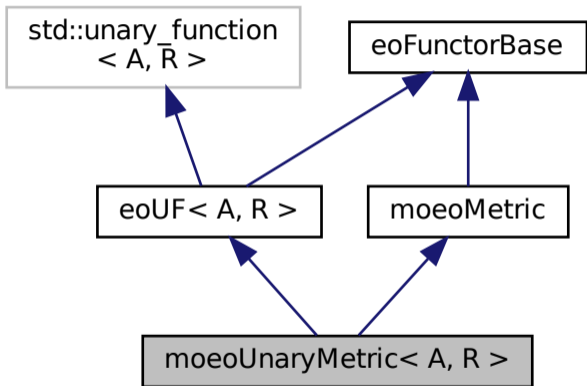 std::unary_function
< A, R >
eoFunctorBase
eoUF< A, R >
moeoMetric
moeoUnaryMetric< A, R >